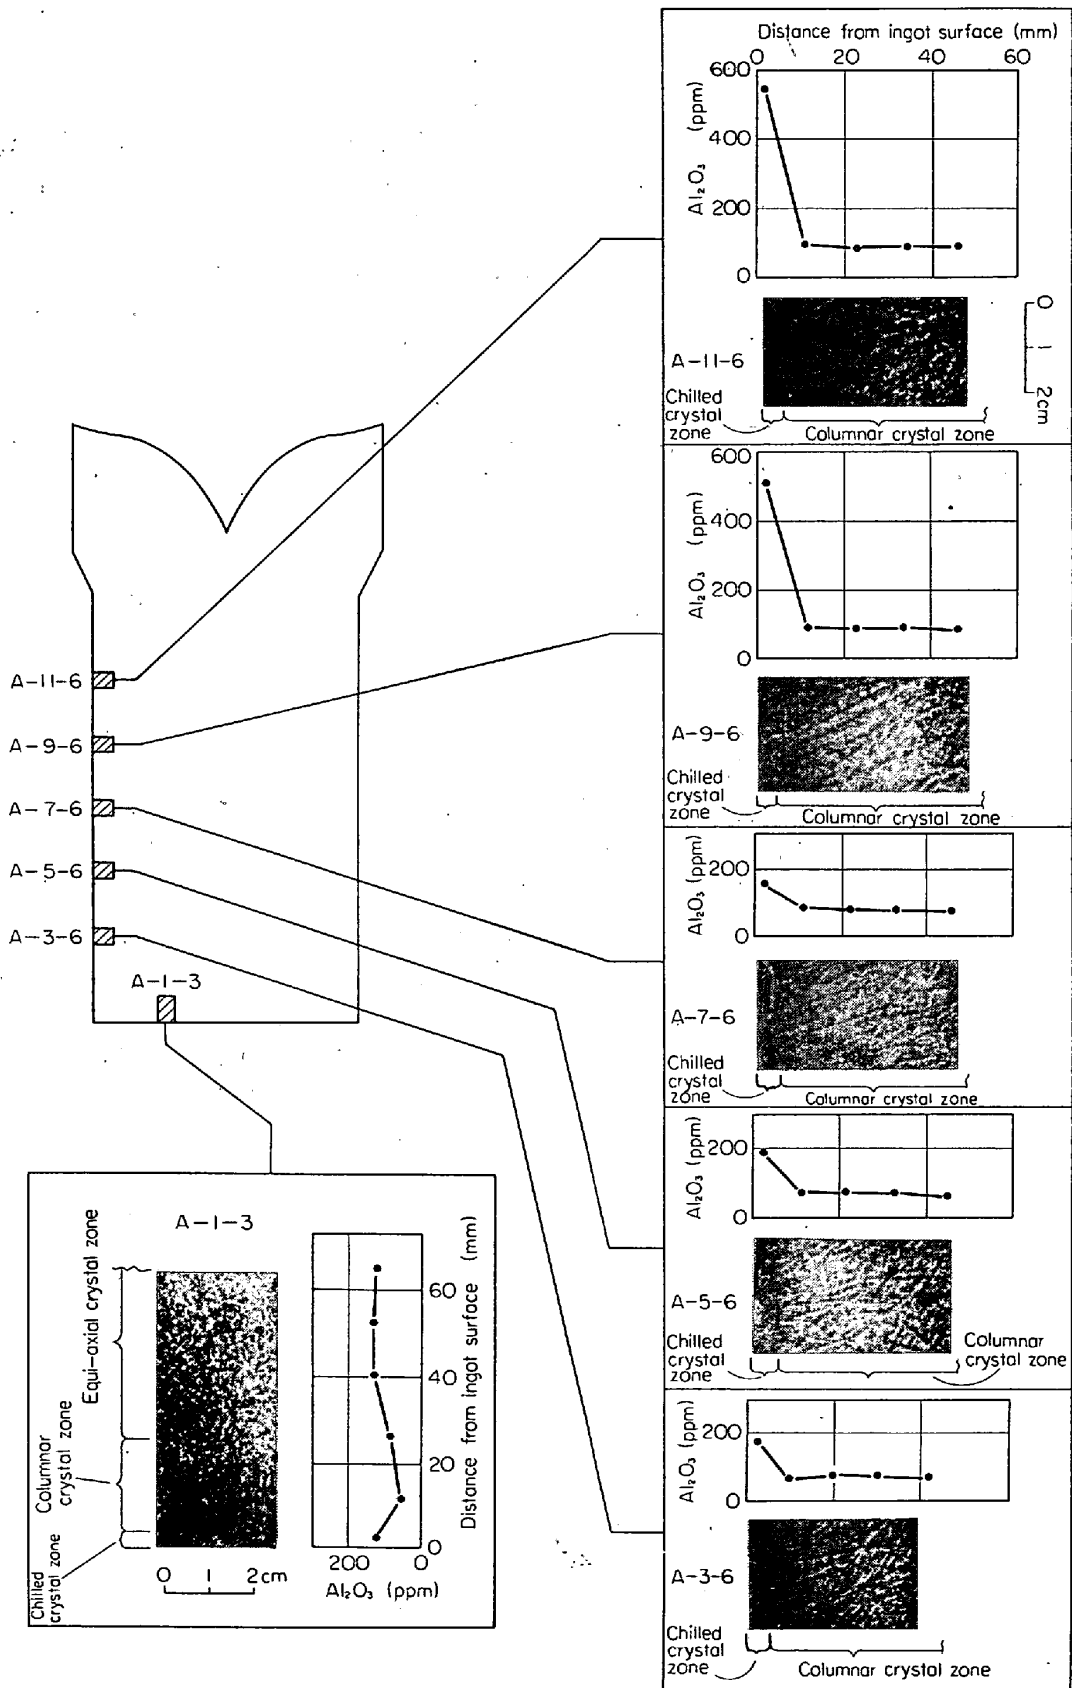 Distance from ingot surface (mm)
0 20 40 60
600
400
200
0
Al₂O₃ (ppm)
A-11-6
0 1 2cm
Chilled
crystal
zone
Columnar crystal zone
600
400
200
0
Al₂O₃ (ppm)
A-9-6
Chilled
crystal
zone
Columnar crystal zone
200
0
Al₂O₃ (ppm)
A-7-6
Chilled
crystal
zone
Columnar crystal zone
200
0
Al₂O₃ (ppm)
A-5-6
Chilled
crystal
zone
Columnar
crystal zone
200
0
Al₂O₃ (ppm)
A-3-6
Chilled
crystal
zone
Columnar crystal zone
A-11-6
A-9-6
A-7-6
A-5-6
A-3-6
A-1-3
A-1-3
Equi-axial crystal zone
Columnar
crystal zone
Chilled
crystal zone
0 1 2cm
60
40
20
0
Distance from ingot surface (mm)
200 0
Al₂O₃ (ppm)